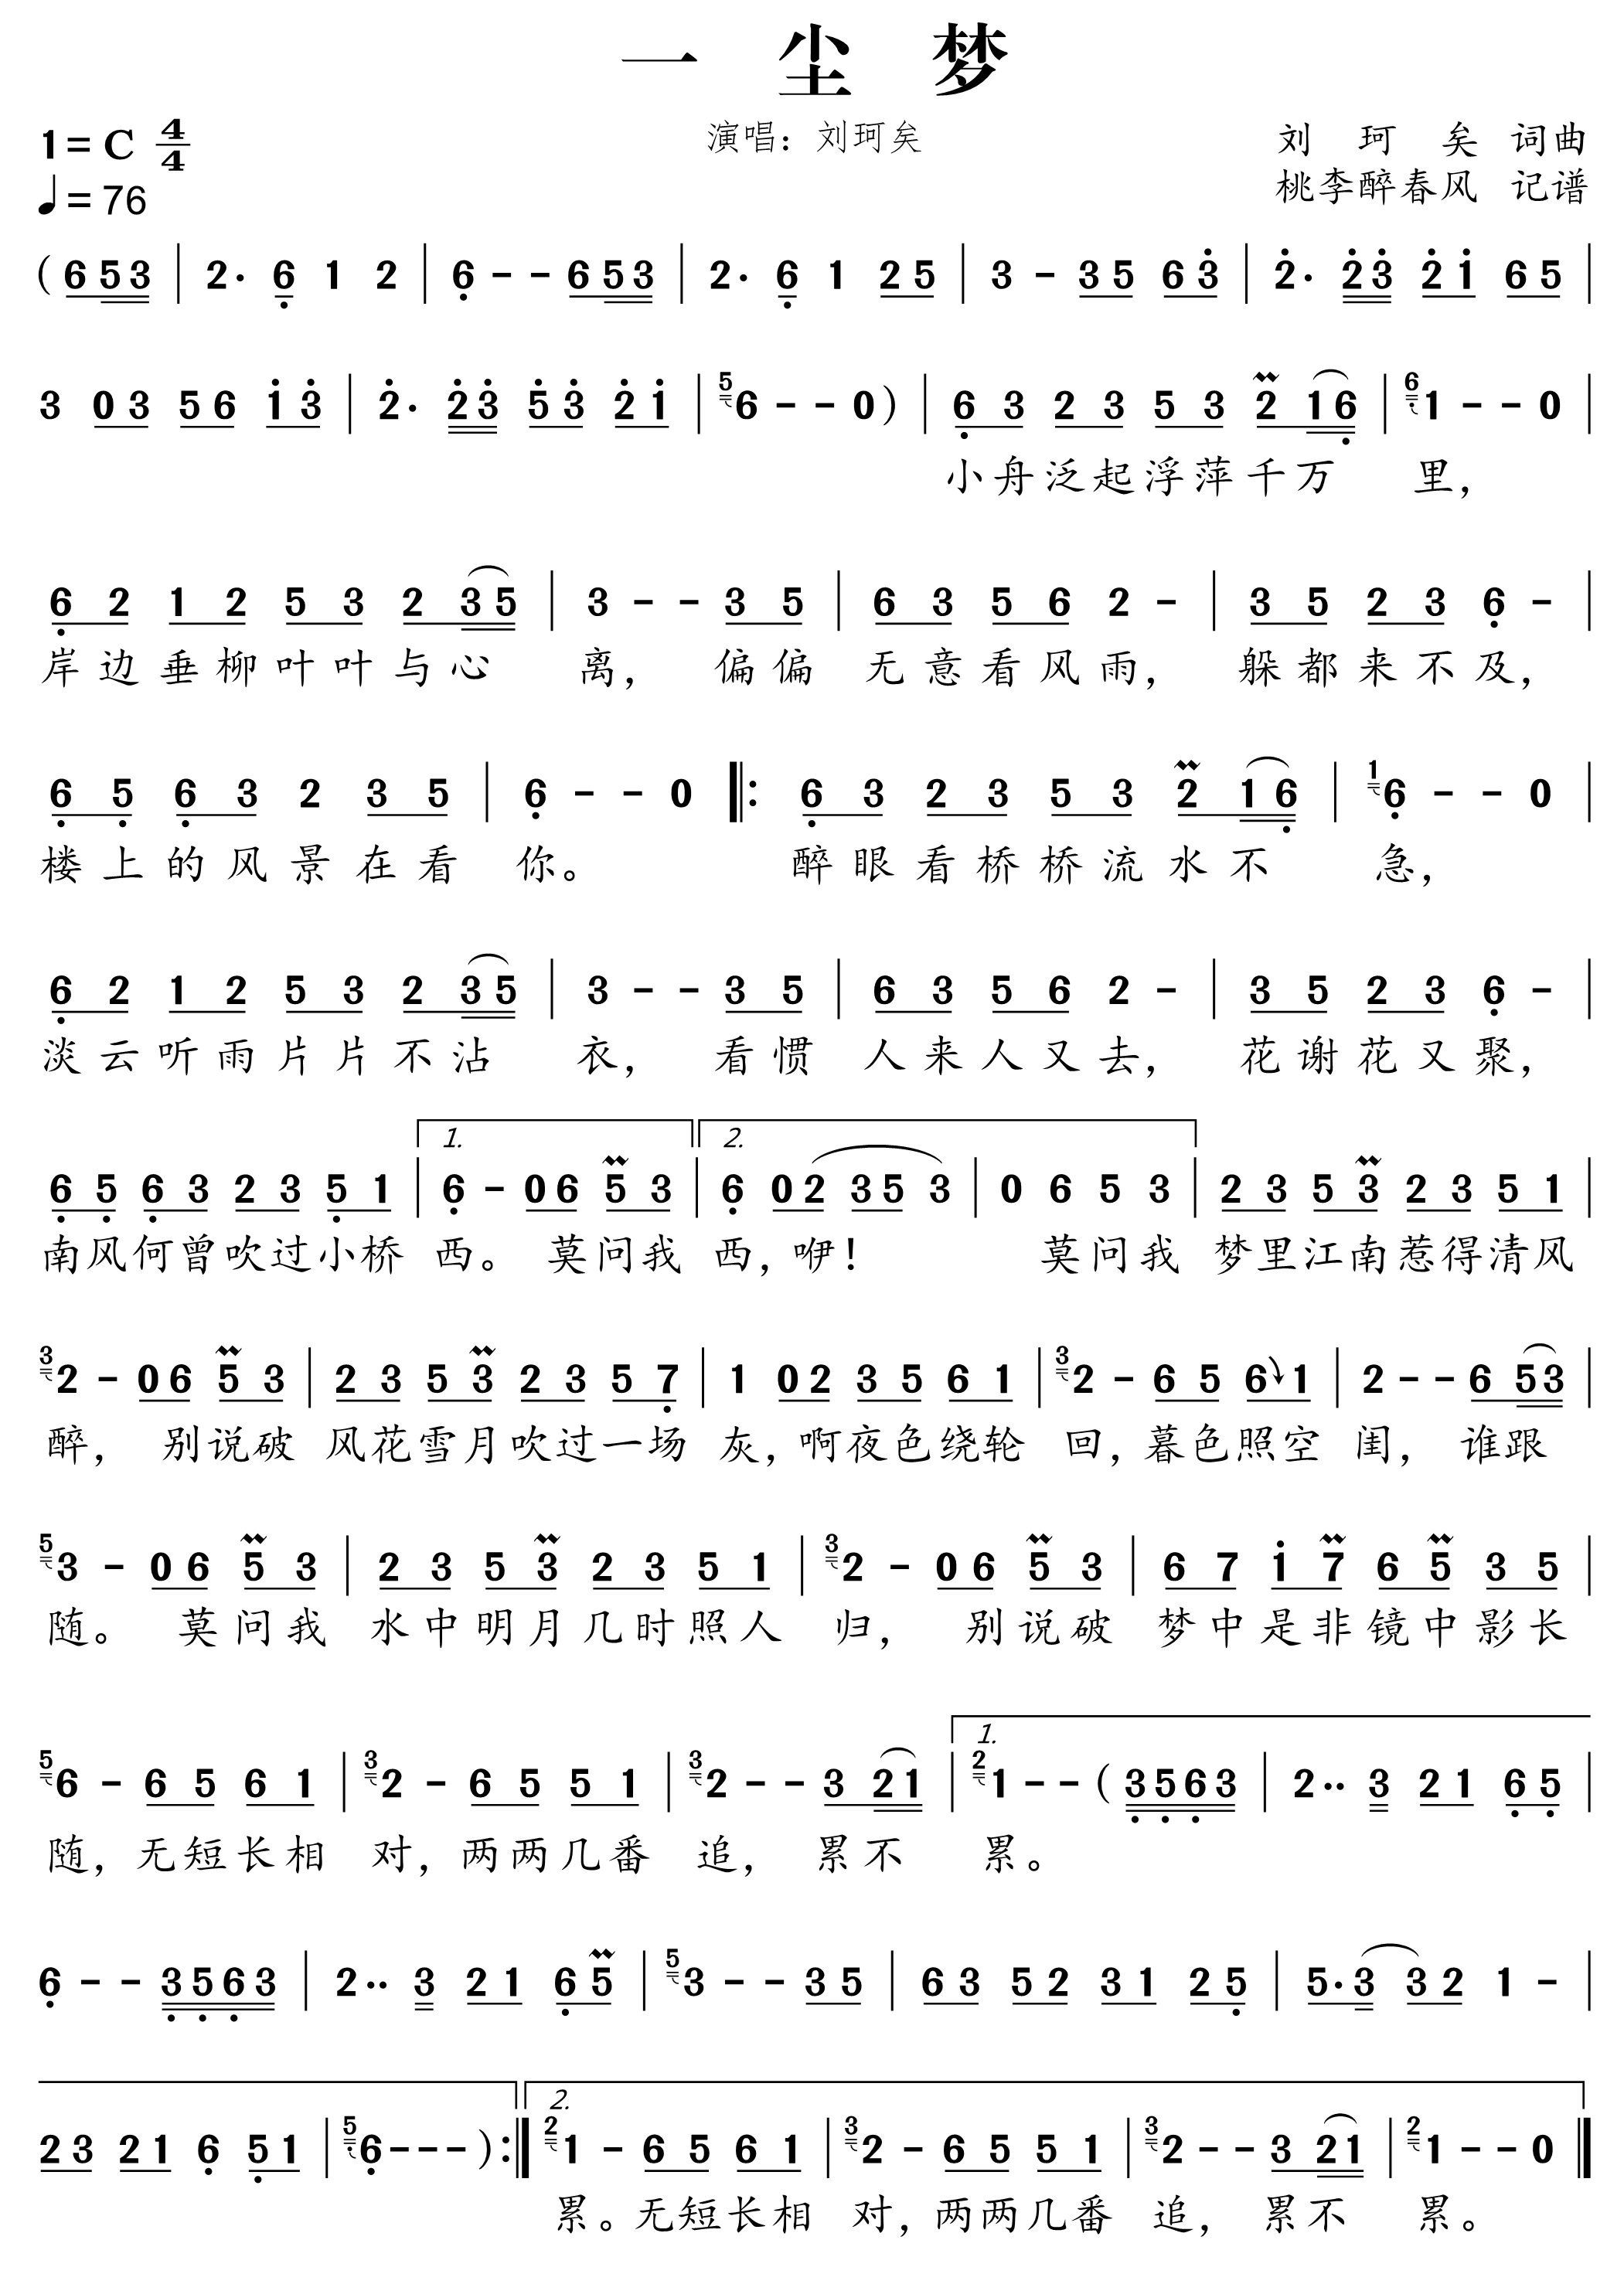 一 尘 梦
1=C 4/4
演唱：刘珂矣
刘 珂 矣 词曲
♩=76
桃李醉春风 记谱
( 6 5 3 | 2· 6 1 2 | 6 - - 6 5 3 | 2· 6 1 2 5 | 3 - 3 5 6 3 | 2· 2 3 2 1 6 5 |
3 0 3 5 6 1 3 | 2· 2 3 5 3 2 1 | 5 6 - - 0 ) | 6 3 2 3 5 3 2 1 6 | 6 1 - - 0 |
小舟泛起浮萍千万 里，
6 2 1 2 5 3 2 3 5 | 3 - - 3 5 | 6 3 5 6 2 - | 3 5 2 3 6 - |
岸边垂柳叶叶与心 离， 偏偏 无意看风雨， 躲都来不及，
6 5 6 3 2 3 5 | 6 - - 0 |: 6 3 2 3 5 3 2 1 6 | 1 6 - - 0 |
楼上的风景在看 你。 醉眼看桥桥流水不 急，
6 2 1 2 5 3 2 3 5 | 3 - - 3 5 | 6 3 5 6 2 - | 3 5 2 3 6 - |
淡云听雨片片不沾 衣， 看惯 人来人又去， 花谢花又聚，
1. 2.
6 5 6 3 2 3 5 1 | 6 - 0 6 5 3 | 6 0 2 3 5 3 | 0 6 5 3 | 2 3 5 3 2 3 5 1 |
南风何曾吹过小桥 西。 莫问我 西，咿！ 莫问我 梦里江南惹得清风
3 2 - 0 6 5 3 | 2 3 5 3 2 3 5 7 | 1 0 2 3 5 6 1 | 3 2 - 6 5 6 1 | 2 - - 6 5 3 |
醉， 别说破 风花雪月吹过一场 灰，啊夜色绕轮 回，暮色照空 闺， 谁跟
5 3 - 0 6 5 3 | 2 3 5 3 2 3 5 1 | 3 2 - 0 6 5 3 | 6 7 1 7 6 5 3 5 |
随。 莫问我 水中明月几时照人 归， 别说破 梦中是非镜中影长
1.
5 6 - 6 5 6 1 | 3 2 - 6 5 5 1 | 3 2 - - 3 2 1 | 2 1 - - ( 3 5 6 3 | 2·· 3 2 1 6 5 |
随，无短长相 对，两两几番 追， 累不 累。
6 - - 3 5 6 3 | 2·· 3 2 1 6 5 | 5 3 - - 3 5 | 6 3 5 2 3 1 2 5 | 5· 3 3 2 1 - |
2.
2 3 2 1 6 5 1 | 5 6 - - - ) :| 2 1 - 6 5 6 1 | 3 2 - 6 5 5 1 | 3 2 - - 3 2 1 | 2 1 - - 0 |
累。无短长相 对，两两几番 追， 累不 累。